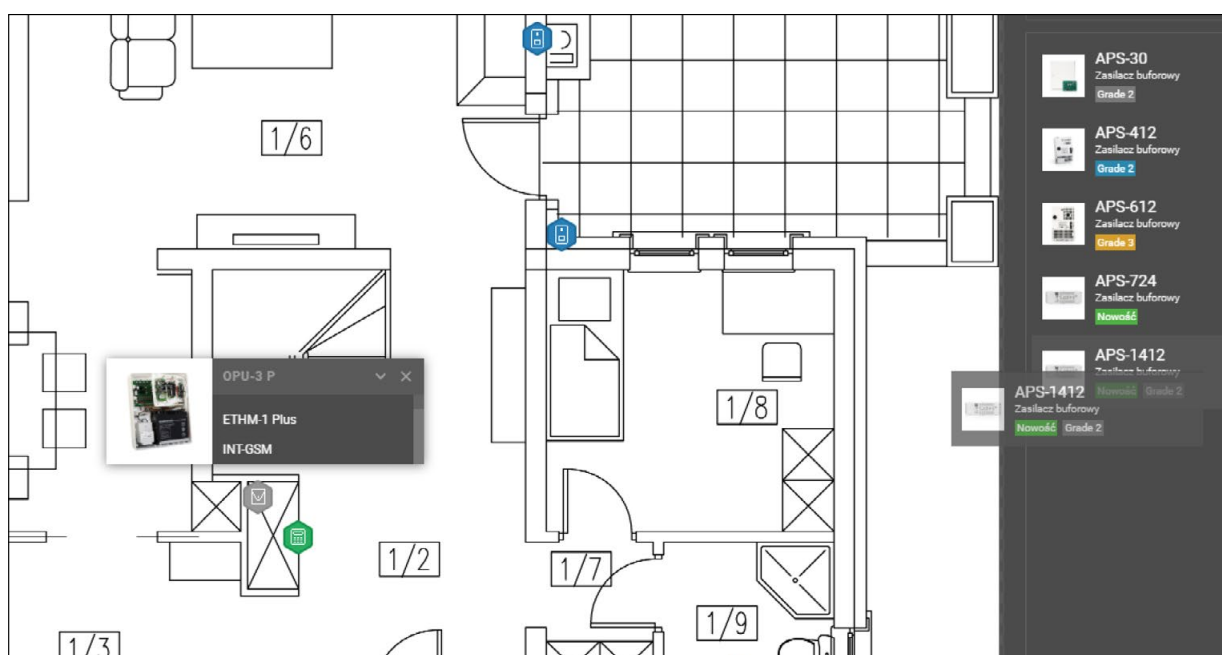 APS-30
Zasilacz buforowy
Grade 2
APS-412
Zasilacz buforowy
Grade 2
APS-612
Zasilacz buforowy
Grade 3
APS-724
Zasilacz buforowy
Nowość
APS-1412
Zasilacz buforowy
Nowość Grade 2
APS-1412
Zasilacz buforowy
Nowość Grade 2
1/6
OPU-3 P
ETHM-1 Plus
INT-GSM
1/8
1/2
1/7
1/9
1/3